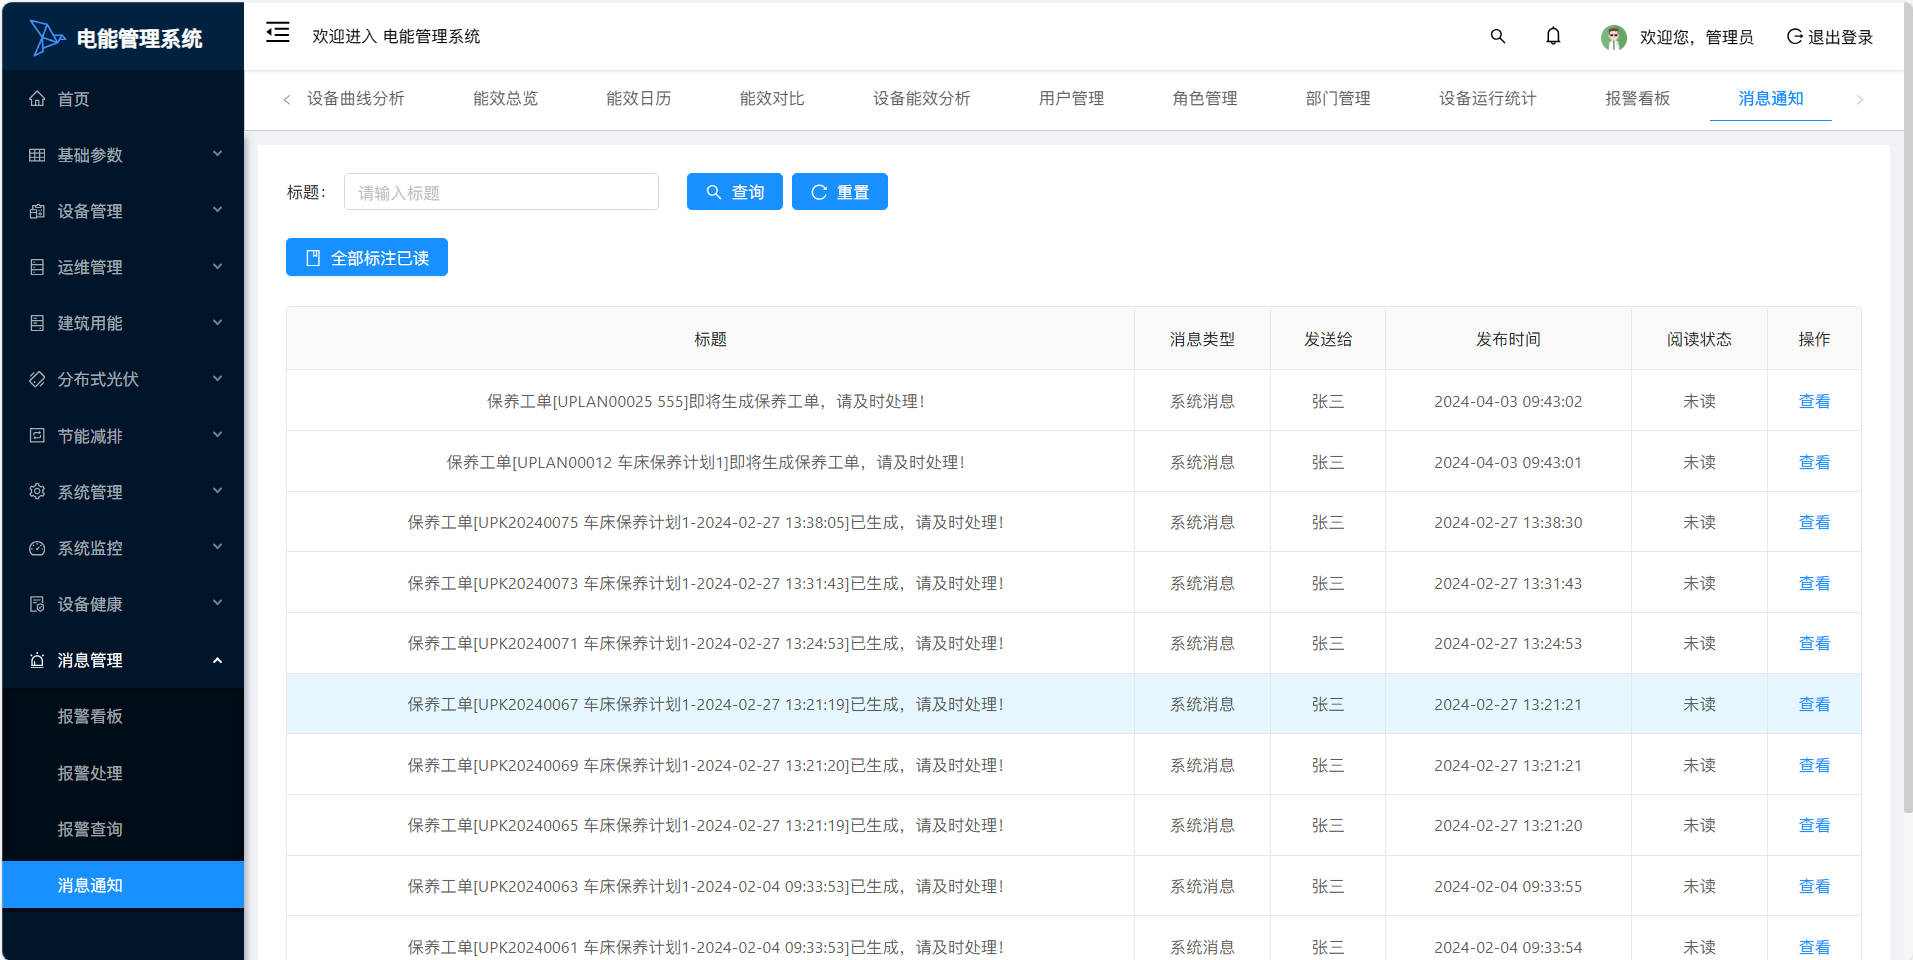 电能管理系统
欢迎进入 电能管理系统
欢迎您，管理员
退出登录
首页
基础参数
设备管理
运维管理
建筑用能
分布式光伏
节能减排
系统管理
系统监控
设备健康
消息管理
报警看板
报警处理
报警查询
消息通知
设备曲线分析 能效总览 能效日历 能效对比 设备能效分析 用户管理 角色管理 部门管理 设备运行统计 报警看板 消息通知
标题： 请输入标题 查询 重置
全部标注已读
标题 消息类型 发送给 发布时间 阅读状态 操作
保养工单[UPLAN00025 555]即将生成保养工单，请及时处理！ 系统消息 张三 2024-04-03 09:43:02 未读 查看
保养工单[UPLAN00012 车床保养计划1]即将生成保养工单，请及时处理！ 系统消息 张三 2024-04-03 09:43:01 未读 查看
保养工单[UPK20240075 车床保养计划1-2024-02-27 13:38:05]已生成，请及时处理！ 系统消息 张三 2024-02-27 13:38:30 未读 查看
保养工单[UPK20240073 车床保养计划1-2024-02-27 13:31:43]已生成，请及时处理！ 系统消息 张三 2024-02-27 13:31:43 未读 查看
保养工单[UPK20240071 车床保养计划1-2024-02-27 13:24:53]已生成，请及时处理！ 系统消息 张三 2024-02-27 13:24:53 未读 查看
保养工单[UPK20240067 车床保养计划1-2024-02-27 13:21:19]已生成，请及时处理！ 系统消息 张三 2024-02-27 13:21:21 未读 查看
保养工单[UPK20240069 车床保养计划1-2024-02-27 13:21:20]已生成，请及时处理！ 系统消息 张三 2024-02-27 13:21:21 未读 查看
保养工单[UPK20240065 车床保养计划1-2024-02-27 13:21:19]已生成，请及时处理！ 系统消息 张三 2024-02-27 13:21:20 未读 查看
保养工单[UPK20240063 车床保养计划1-2024-02-04 09:33:53]已生成，请及时处理！ 系统消息 张三 2024-02-04 09:33:55 未读 查看
保养工单[UPK20240061 车床保养计划1-2024-02-04 09:33:53]已生成，请及时处理！ 系统消息 张三 2024-02-04 09:33:54 未读 查看